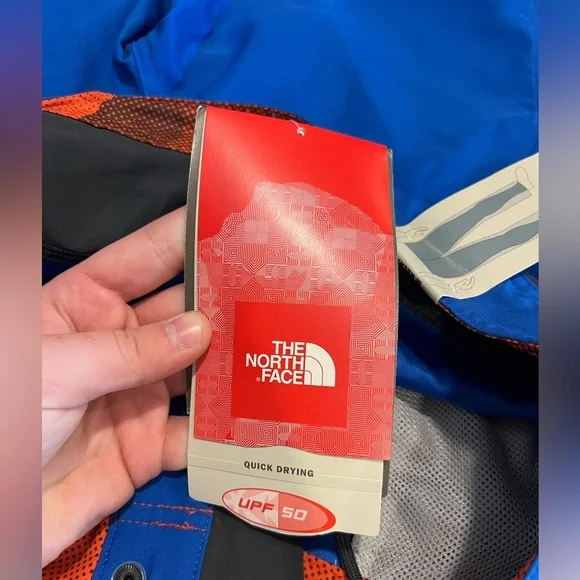 THE
NORTH
FACE
®
QUICK DRYING
UPF 50